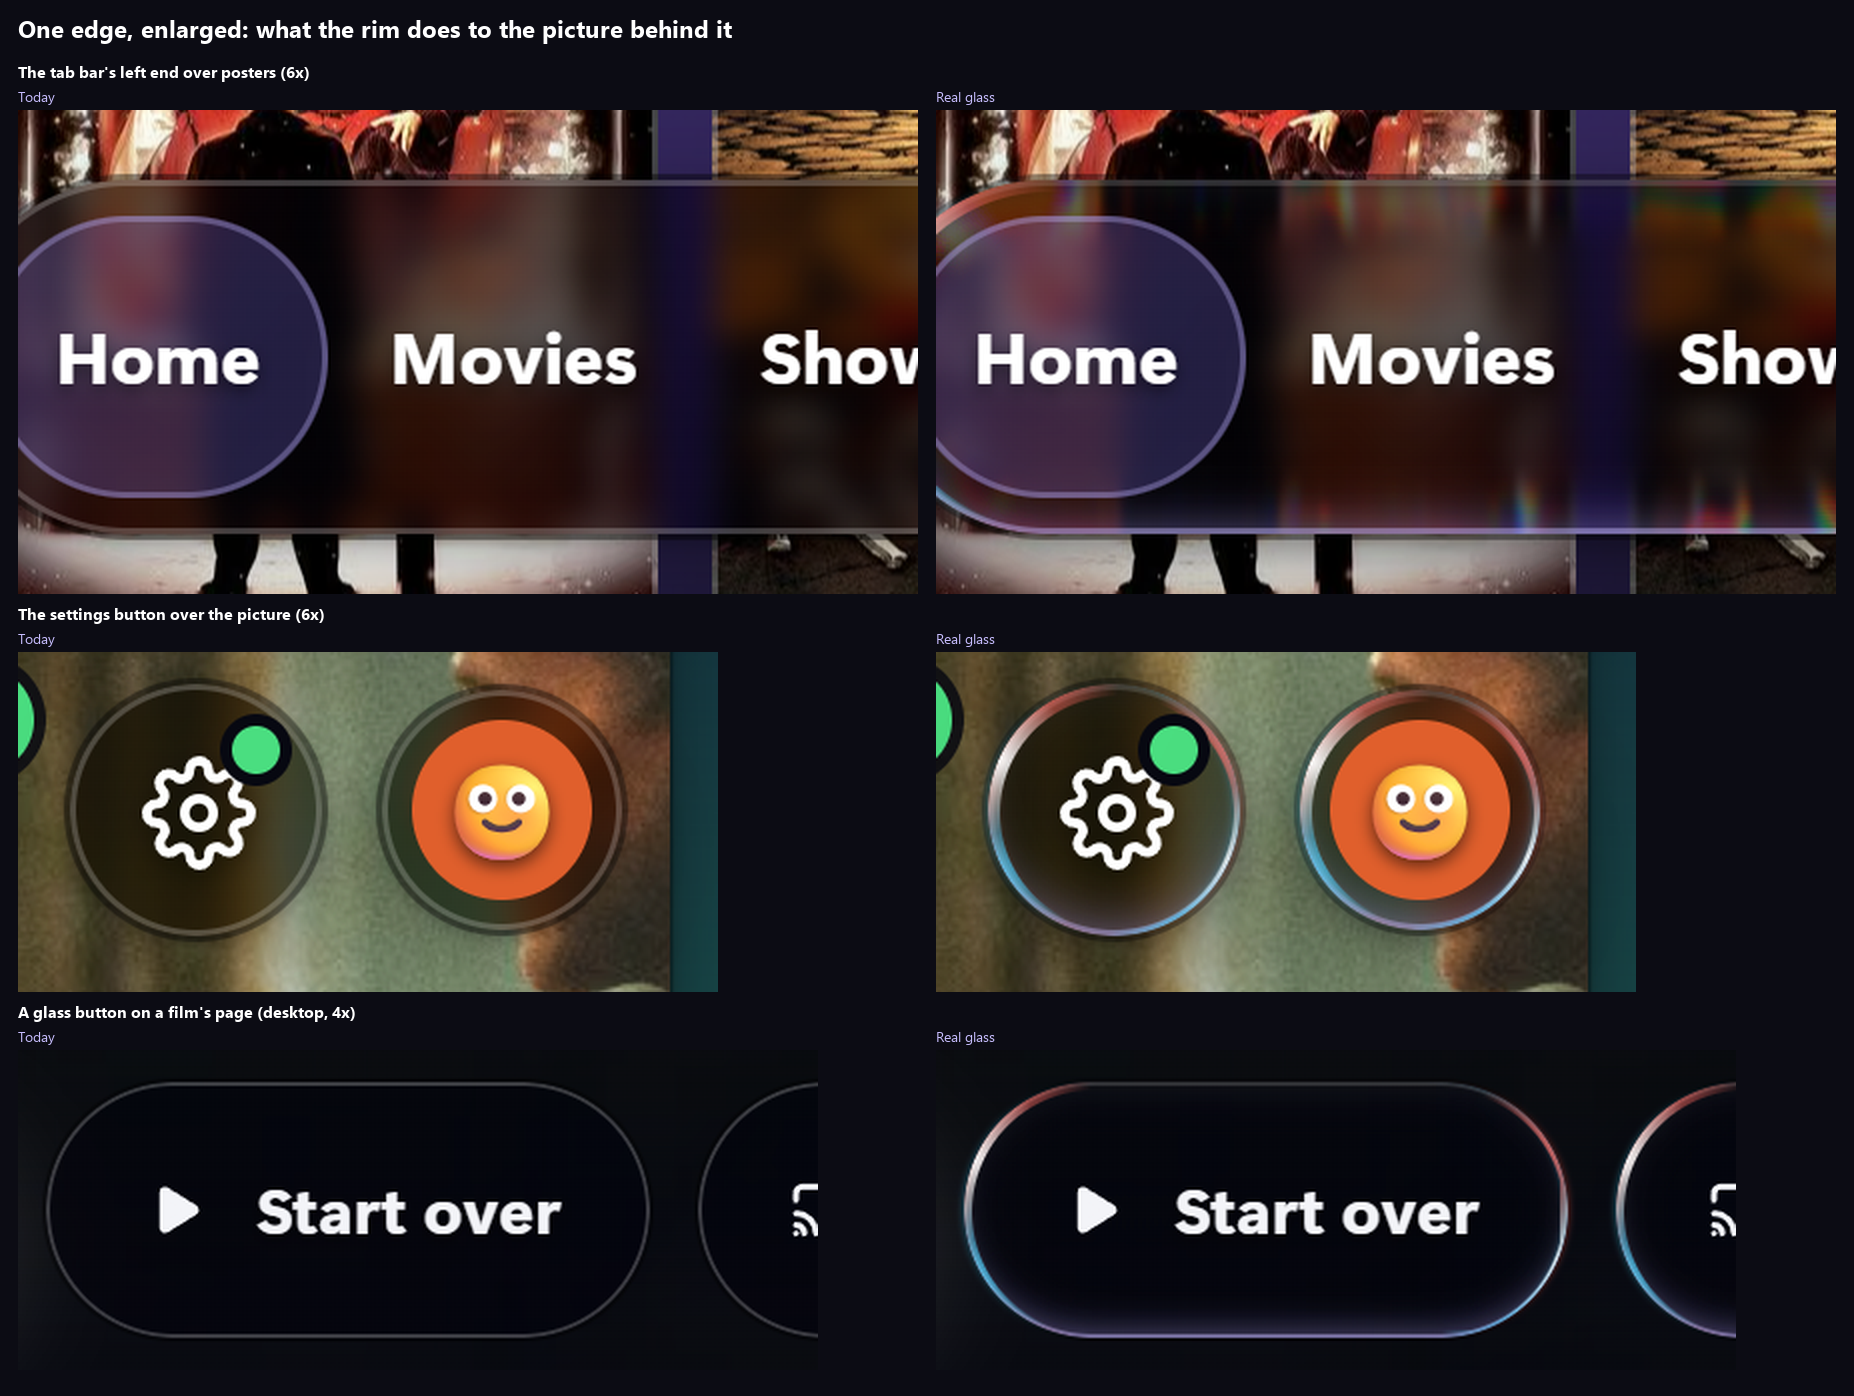 One edge, enlarged: what the rim does to the picture behind it
The tab bar's left end over posters (6x)
Today
Real glass
Home Movies
Home Movies
The settings button over the picture (6x)
Today
Real glass
A glass button on a film's page (desktop, 4x)
Today
Real glass
Start over
Start over